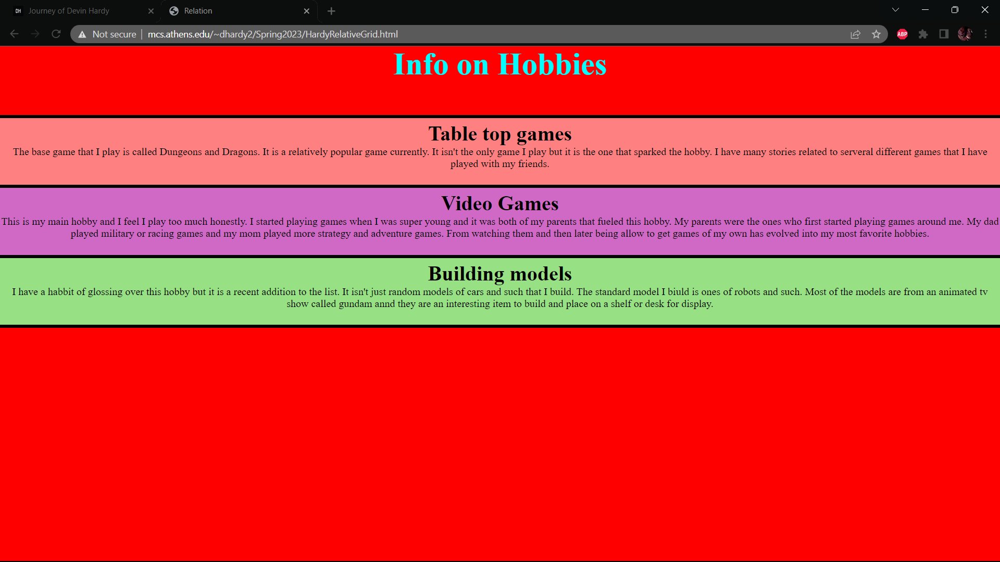 DH Journey of Devin Hardy
Relation
Not secure | mcs.athens.edu/~dhardy2/Spring2023/HardyRelativeGrid.html
ABP
Info on Hobbies
Table top games
The base game that I play is called Dungeons and Dragons. It is a relatively popular game currently. It isn't the only game I play but it is the one that sparked the hobby. I have many stories related to serveral different games that I have
played with my friends.
Video Games
This is my main hobby and I feel I play too much honestly. I started playing games when I was super young and it was both of my parents that fueled this hobby. My parents were the ones who first started playing games around me. My dad
played military or racing games and my mom played more strategy and adventure games. From watching them and then later being allow to get games of my own has evolved into my most favorite hobbies.
Building models
I have a habbit of glossing over this hobby but it is a recent addition to the list. It isn't just random models of cars and such that I build. The standard model I biuld is ones of robots and such. Most of the models are from an animated tv
show called gundam annd they are an interesting item to build and place on a shelf or desk for display.